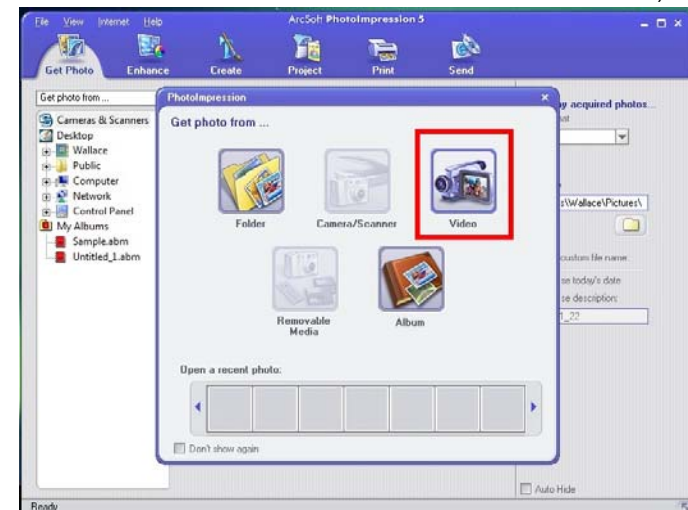 File View Internet Help
ArcSoft PhotoImpression 5
Get Photo Enhance Create Project Print Send
Get photo from ...
Cameras & Scanners
Desktop
Wallace
Public
Computer
Network
Control Panel
My Albums
Sample.abm
Untitled_1.abm
PhotoImpression
Get photo from ...
Folder Camera/Scanner Video
Removable
Media
Album
Open a recent photo:
Don't show again
y acquired photos...
s\Wallace\Pictures\
custom file name:
se today's date
se description:
1_22
Auto Hide
Ready